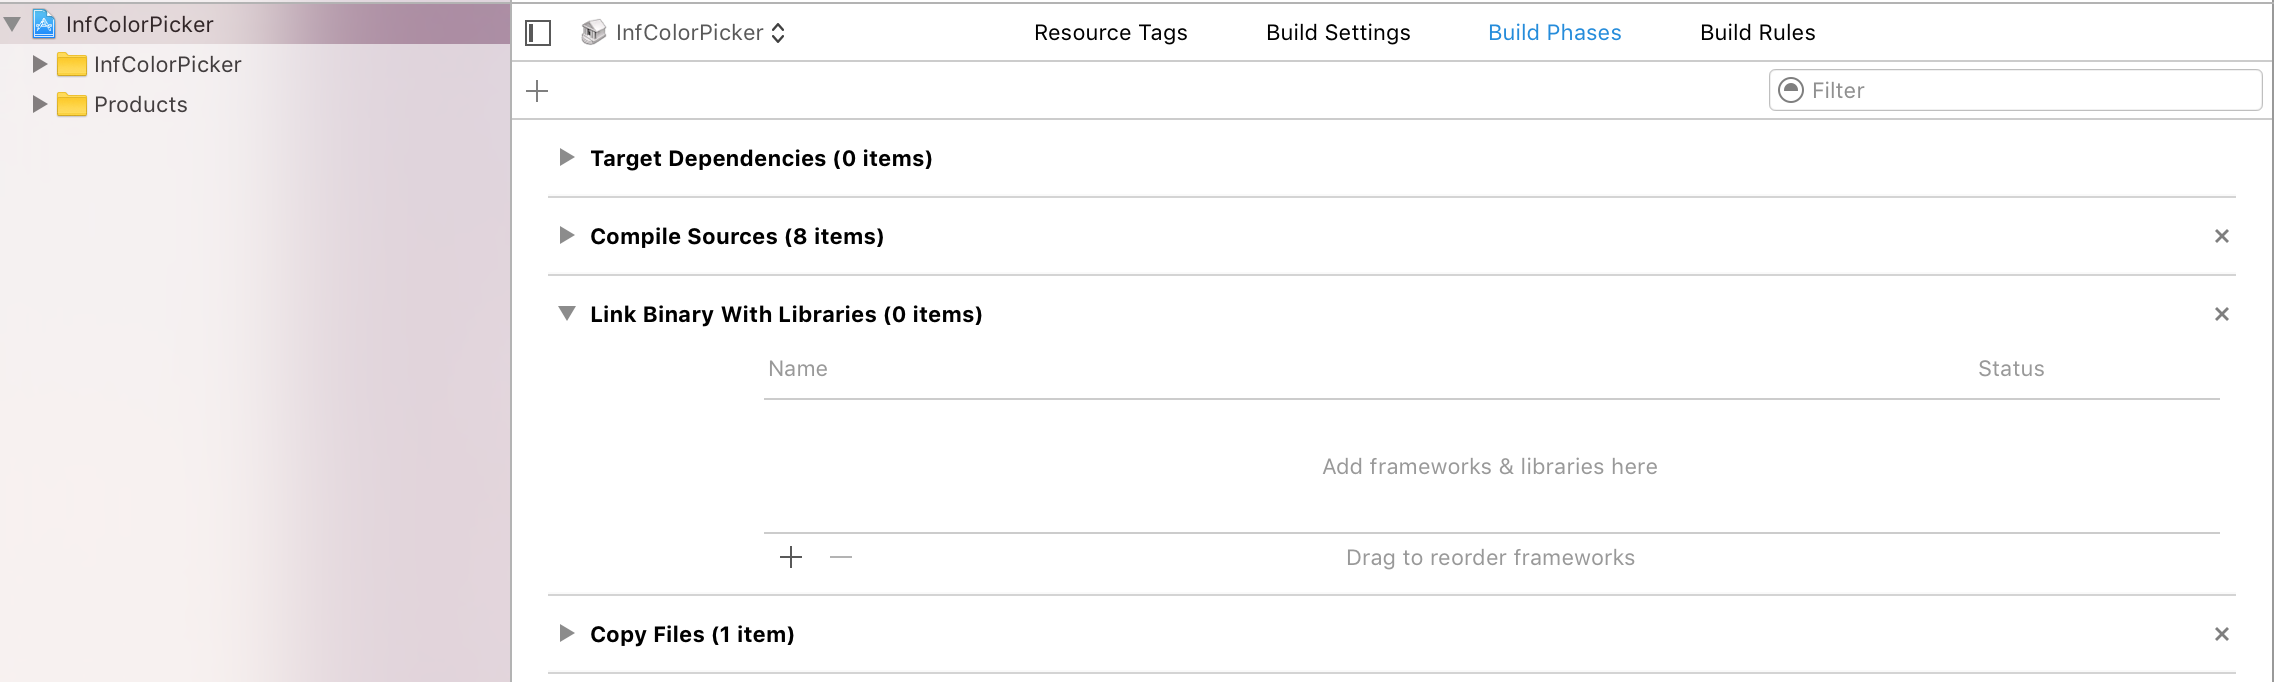 InfColorPicker
InfColorPicker
Products
InfColorPicker Resource Tags Build Settings Build Phases Build Rules
Filter
Target Dependencies (0 items)
Compile Sources (8 items)
Link Binary With Libraries (0 items)
Name Status
Add frameworks & libraries here
Drag to reorder frameworks
Copy Files (1 item)